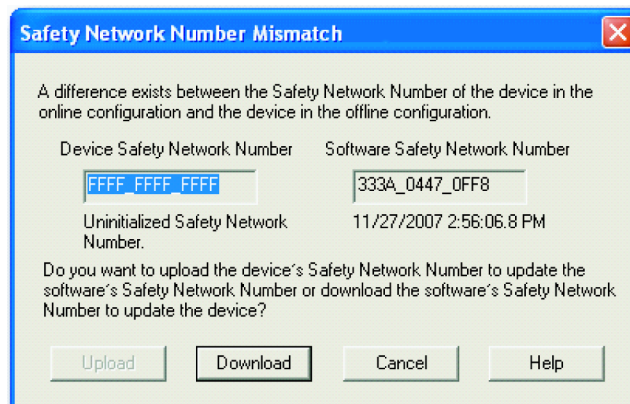 Safety Network Number Mismatch
A difference exists between the Safety Network Number of the device in the
online configuration and the device in the offline configuration.
Device Safety Network Number
Software Safety Network Number
FFFF_FFFF_FFFF
333A_0447_0FF8
Uninitialized Safety Network
Number.
11/27/2007 2:56:06.8 PM
Do you want to upload the device´s Safety Network Number to update the
software´s Safety Network Number or download the software´s Safety Network
Number to update the device?
Upload
Download
Cancel
Help